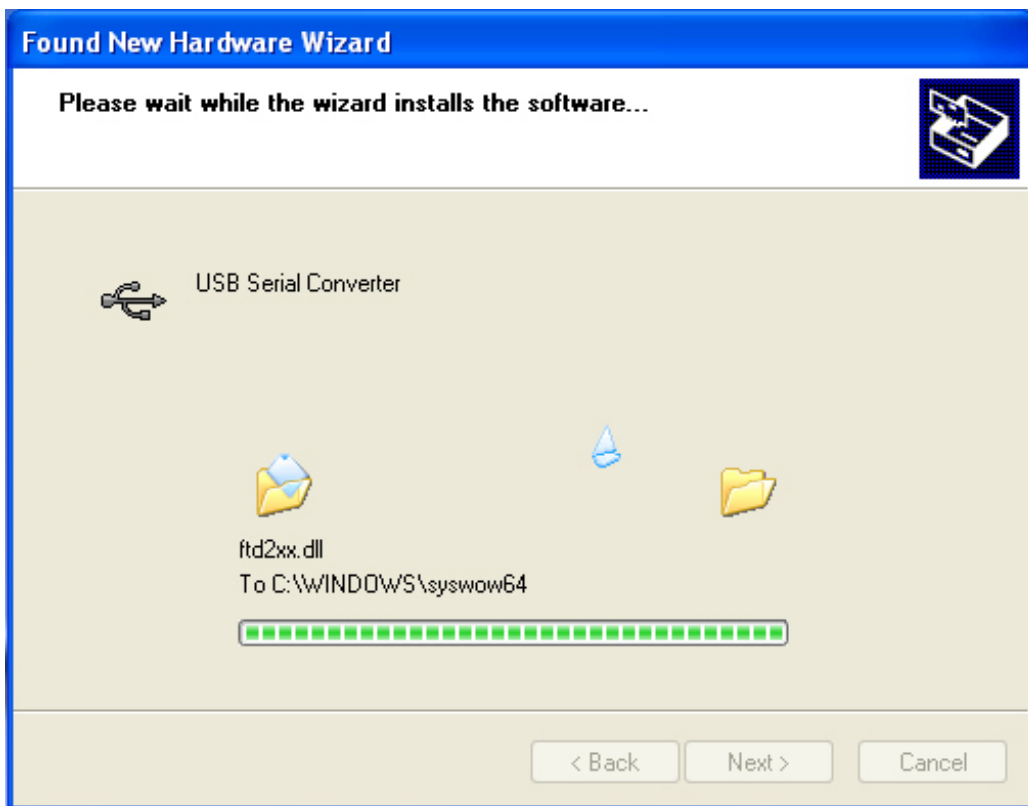 Found New Hardware Wizard
Please wait while the wizard installs the software...
USB Serial Converter
ftd2xx.dll
To C:\WINDOWS\syswow64
< Back
Next >
Cancel